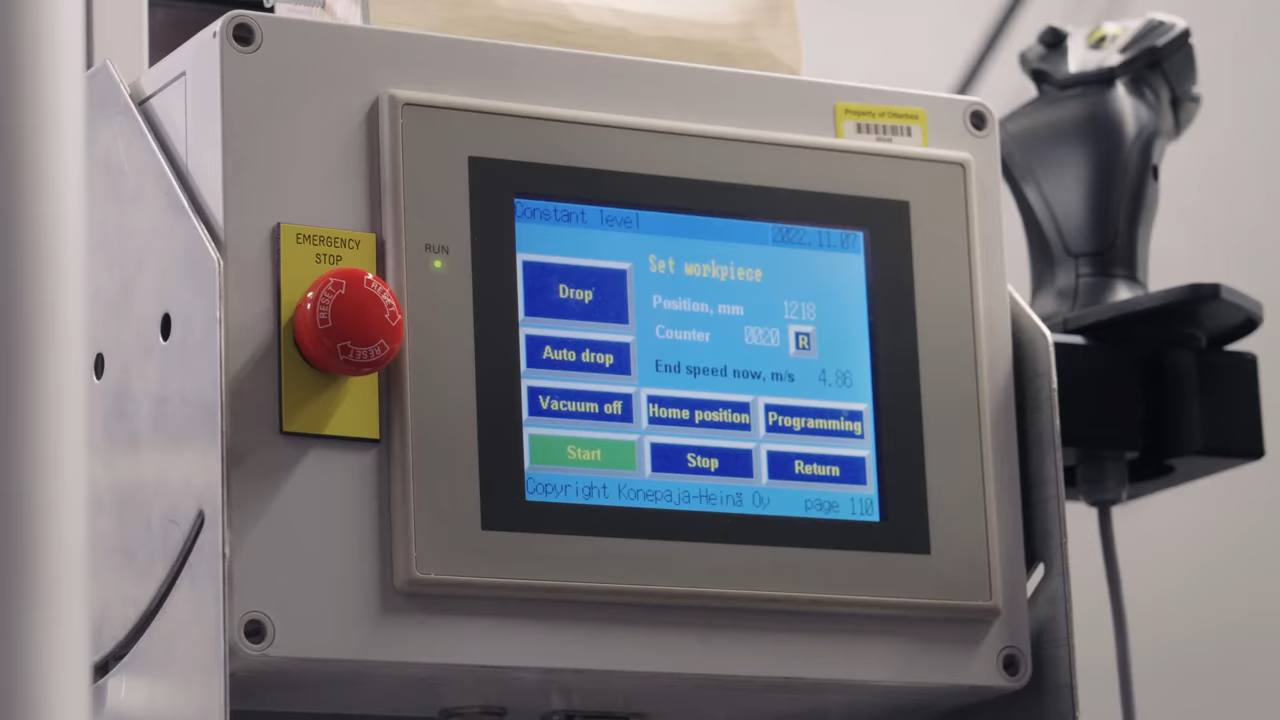 Property of Otterbox
EMERGENCY
STOP
RESET
RESET
RESET
RUN
Constant level
2022.11.07
Set workpiece
Drop
Position, mm 1218
Counter 0020 R
Auto drop
End speed now, m/s 4.86
Vacuum off
Home position
Programming
Start
Stop
Return
Copyright Konepaja-Heinä Oy page 110